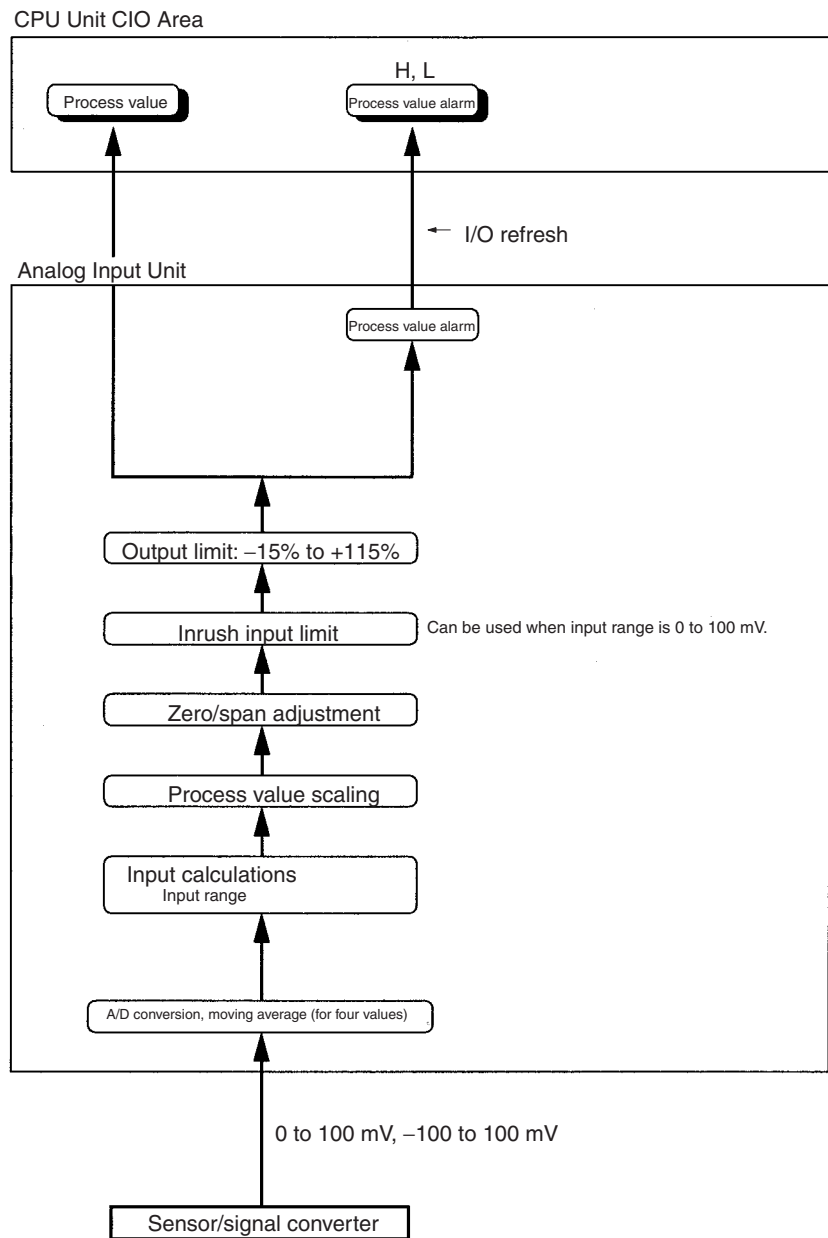 CPU Unit CIO Area
H, L
Process value
Process value alarm
I/O refresh
Analog Input Unit
Process value alarm
Output limit: –15% to +115%
Inrush input limit
Can be used when input range is 0 to 100 mV.
Zero/span adjustment
Process value scaling
Input calculations
Input range
A/D conversion, moving average (for four values)
0 to 100 mV, –100 to 100 mV
Sensor/signal converter